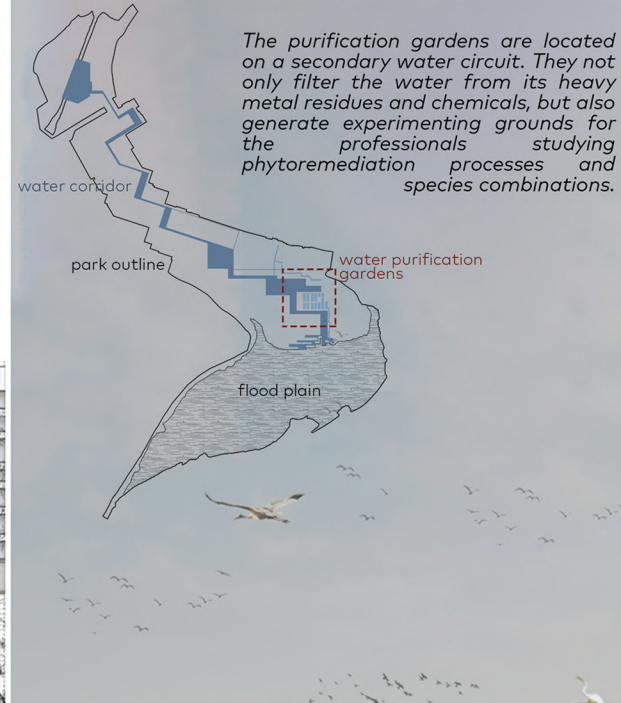 The purification gardens are located
on a secondary water circuit. They not
only filter the water from its heavy
metal residues and chemicals, but also
generate experimenting grounds for
the professionals studying
phytoremediation processes and
species combinations.
water corridor
water purification
gardens
park outline
flood plain